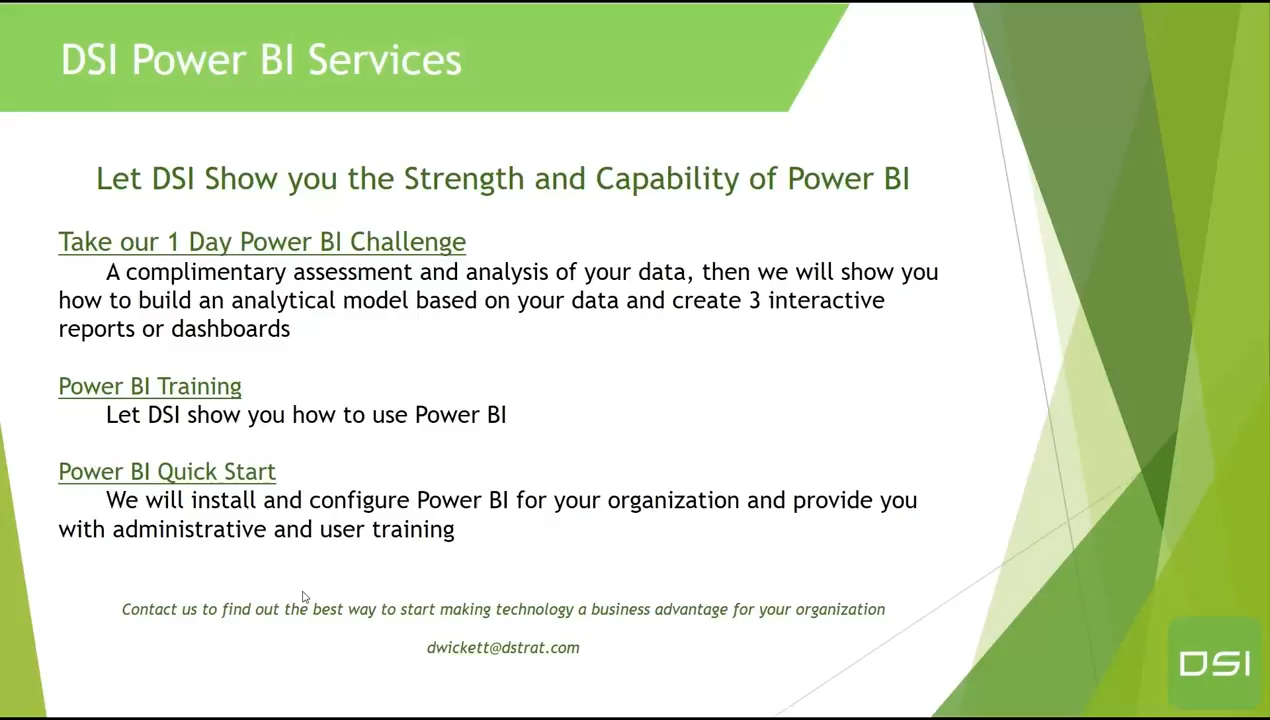 DSI Power BI Services
Let DSI Show you the Strength and Capability of Power BI
Take our 1 Day Power BI Challenge
A complimentary assessment and analysis of your data, then we will show you
how to build an analytical model based on your data and create 3 interactive
reports or dashboards
Power BI Training
Let DSI show you how to use Power BI
Power BI Quick Start
We will install and configure Power BI for your organization and provide you
with administrative and user training
Contact us to find out the best way to start making technology a business advantage for your organization
dwickett@dstrat.com
DSI